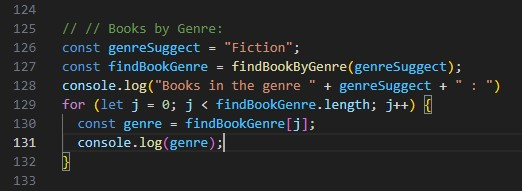 124
125 // // Books by Genre:
126 const genreSuggect = "Fiction";
127 const findBookGenre = findBookByGenre(genreSuggect);
128 console.log("Books in the genre " + genreSuggect + " : ")
129 for (let j = 0; j < findBookGenre.length; j++) {
130   const genre = findBookGenre[j];
131   console.log(genre);
132 }
133